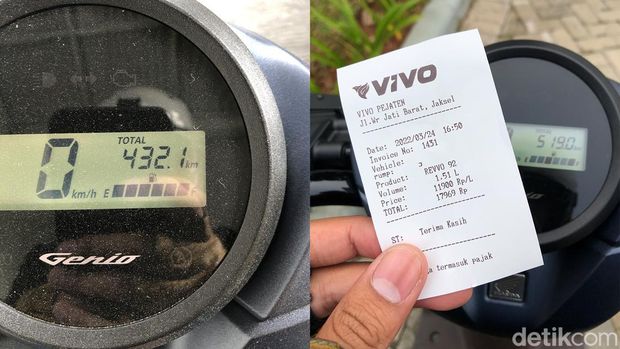 TOTAL
432.1 km
0 km/h E
Genio
VIVO
VIVO PEJATEN
Jl.Wr Jati Barat, Jaksel
Date: 2022/03/24 16:50
Invoice No: 1431
Vehicle:
Product: REVVO 92
Volume: 1.51 L
Price: 11900 Rp/L
TOTAL: 17969 Rp
ST: Terima Kasih
termasuk pajak
TOTAL
519.0
Genio
detikcom